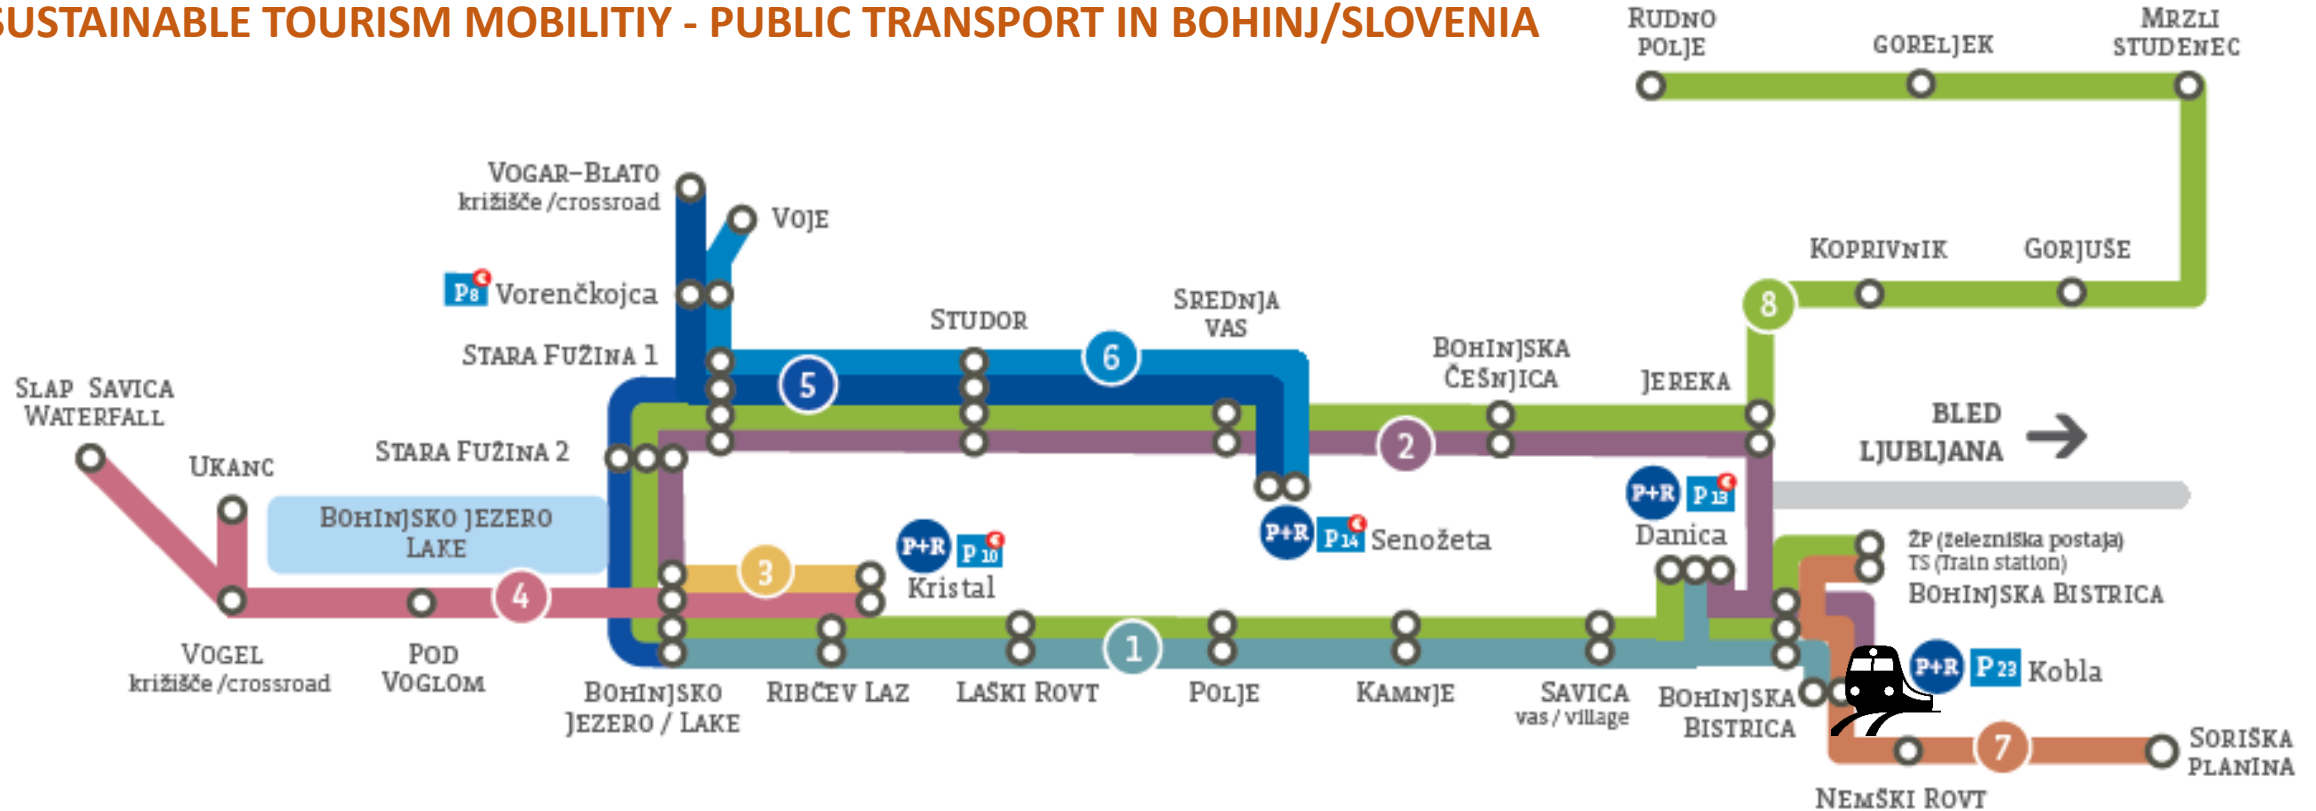 SUSTAINABLE TOURISM MOBILITIY - PUBLIC TRANSPORT IN BOHINJ/SLOVENIA
RUDNO
POLJE
GORELJEK
MRZLI
STUDENEC
VOGAR-BLATO
križišče /crossroad
VOJE
P8 Vorenčkojca
KOPRIVNIK
GORJUŠE
8
STARA FUŽINA 1
STUDOR
SREDNJA
VAS
6
5
BOHINJSKA
ČEŠNJICA
JEREKA
SLAP SAVICA
WATERFALL
UKANC
STARA FUŽINA 2
2
BLED
LJUBLJANA
BOHINJSKO JEZERO
LAKE
P+R P 10
Kristal
P+R P14 Senožeta
P+R P 13
Danica
ŽP (železniška postaja)
TS (Train station)
BOHINJSKA BISTRICA
3
4
1
VOGEL
križišče /crossroad
POD
VOGLOM
BOHINJSKO
JEZERO / LAKE
RIBČEV LAZ
LAŠKI ROVT
POLJE
KAMNJE
SAVICA
vas / village
BOHINJSKA
BISTRICA
P+R P 23 Kobla
7
NEMŠKI ROVT
SORIŠKA
PLANINA